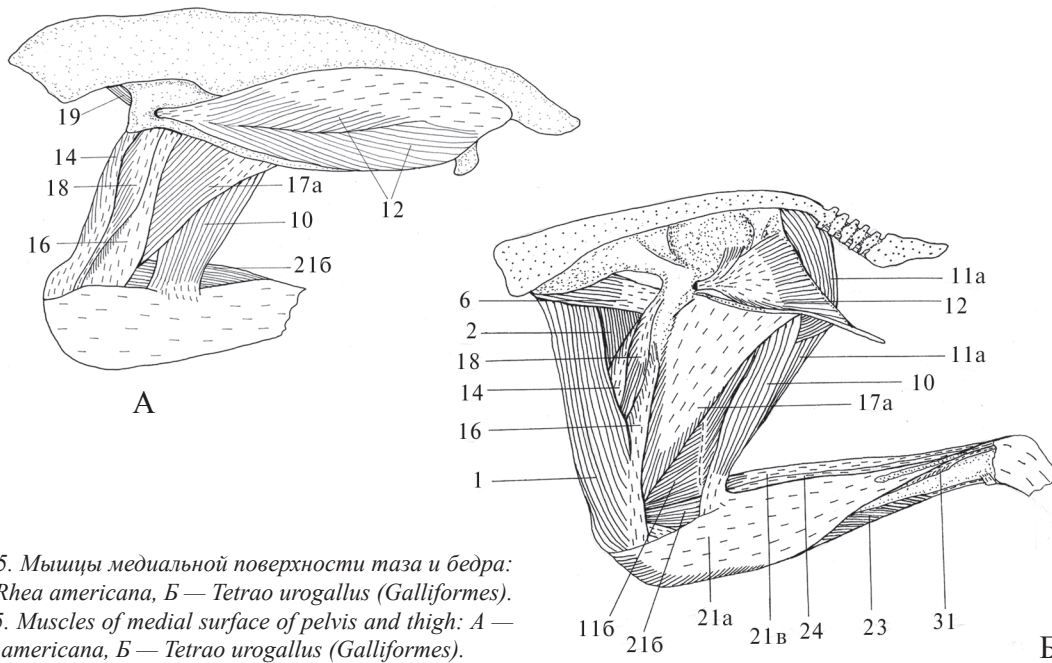 19
14
18
16
17а
10
21б
12
А
6
2
18
14
16
1
11а
12
11а
10
17а
11б
21б
21а
21в
24
23
31
5. Мышцы медиальной поверхности таза и бедра:
Rhea americana, Б — Tetrao urogallus (Galliformes).
5. Muscles of medial surface of pelvis and thigh: А —
americana, Б — Tetrao urogallus (Galliformes).